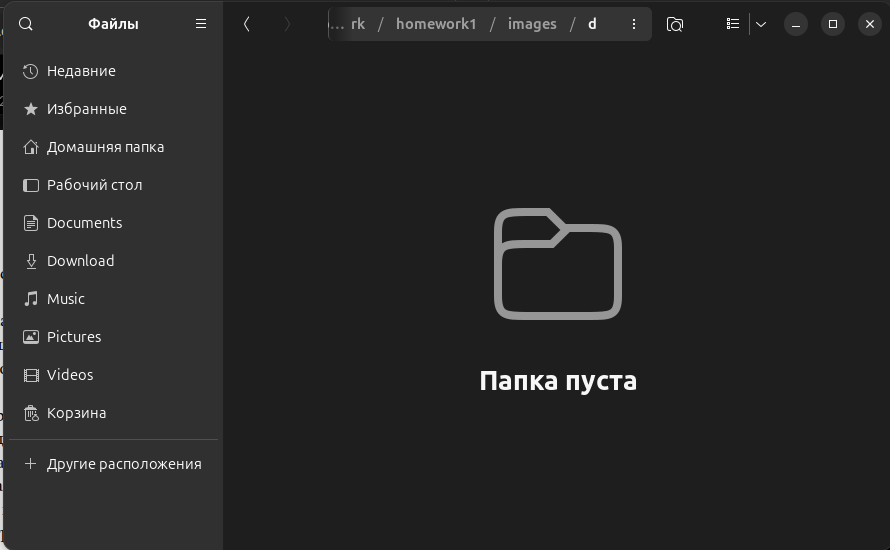 Файлы
… rk / homework1 / images / d
Недавние
Избранные
Домашняя папка
Рабочий стол
Documents
Download
Music
Pictures
Videos
Корзина
Другие расположения
Папка пуста